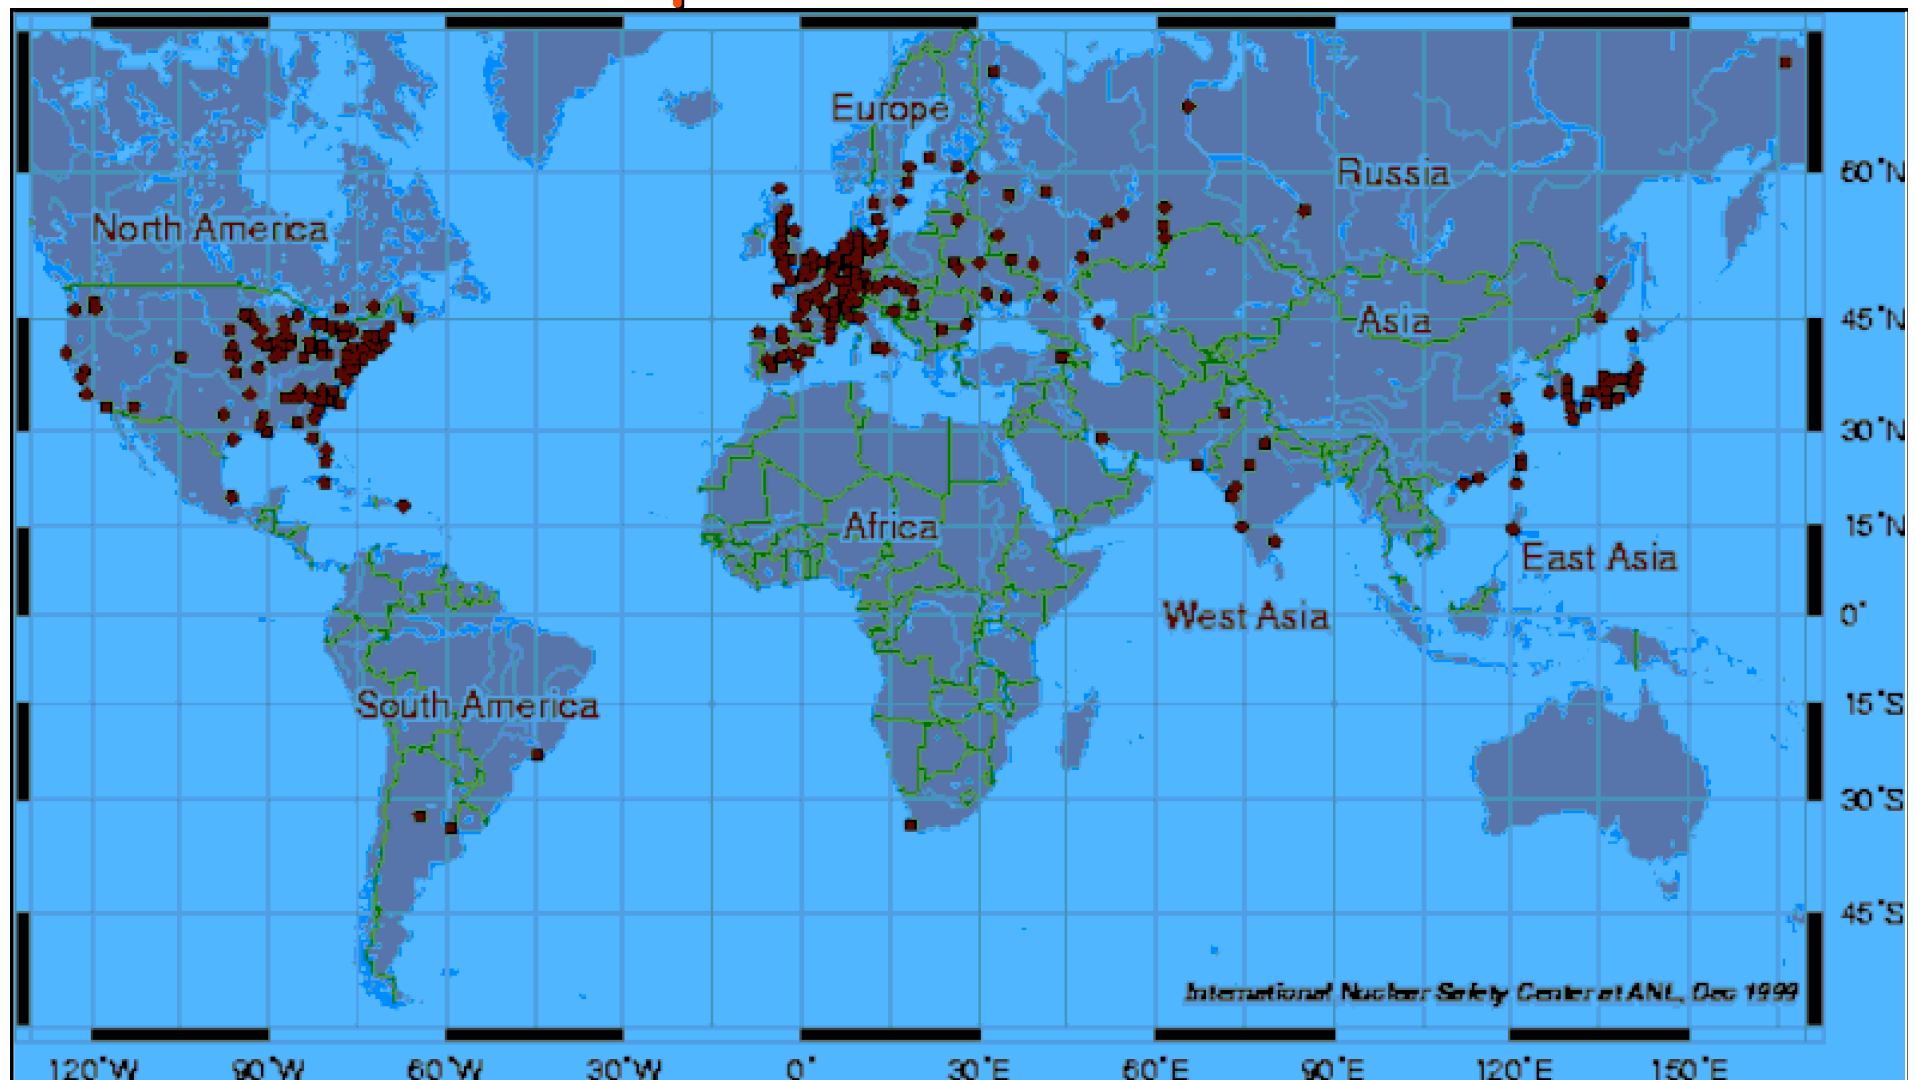 Europe
60°N
Russia
North America
45°N
Asia
30°N
15°N
Africa
East Asia
0°
West Asia
15°S
South America
30°S
45°S
International Nuclear Safety Center at ANL, Dec 1999
120°W 90°W 60°W 30°W 0° 30°E 60°E 90°E 120°E 150°E